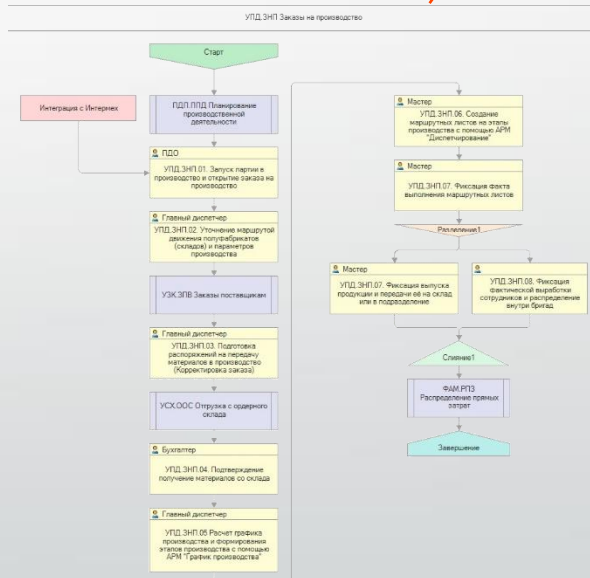 УПД.ЗНП Заказы на производство
Старт
Интеграция с Интермех
ПДП.ППД Планирование
производственной
деятельности
ПДО
УПД.ЗНП.01. Запуск партии в
производство и открытие заказа на
производство
Главный диспетчер
УПД.ЗНП.02. Уточнение маршрутой
движения полуфабрикатов
(складов) и параметров
производства
УЗК.ЗПВ Заказы поставщикам
Главный диспетчер
УПД.ЗНП.03. Подготовка
распоряжений на передачу
материалов в производство
(Корректировка заказа)
УСХ.ООС Отгрузка с ордерного
склада
Бухгалтер
УПД.ЗНП.04. Подтверждение
получение материалов со склада
Главный диспетчер
УПД.ЗНП.05 Расчет графика
производства и формирования
этапов производства с помощью
АРМ "График производства"
Мастер
УПД.ЗНП.06. Создание
маршрутных листов на этапы
производства с помощью АРМ
"Диспетчирование"
Мастер
УПД.ЗНП.07. Фиксация факта
выполнения маршрутных листов
Разделение1
Мастер
УПД.ЗНП.07. Фиксация выпуска
продукции и передачи её на склад
или в подразделение
УПД.ЗНП.08. Фиксация
фактической выработки
сотрудников и распределение
внутри бригад
Слияние1
ФАМ.РПЗ
Распределение прямых
затрат
Завершение